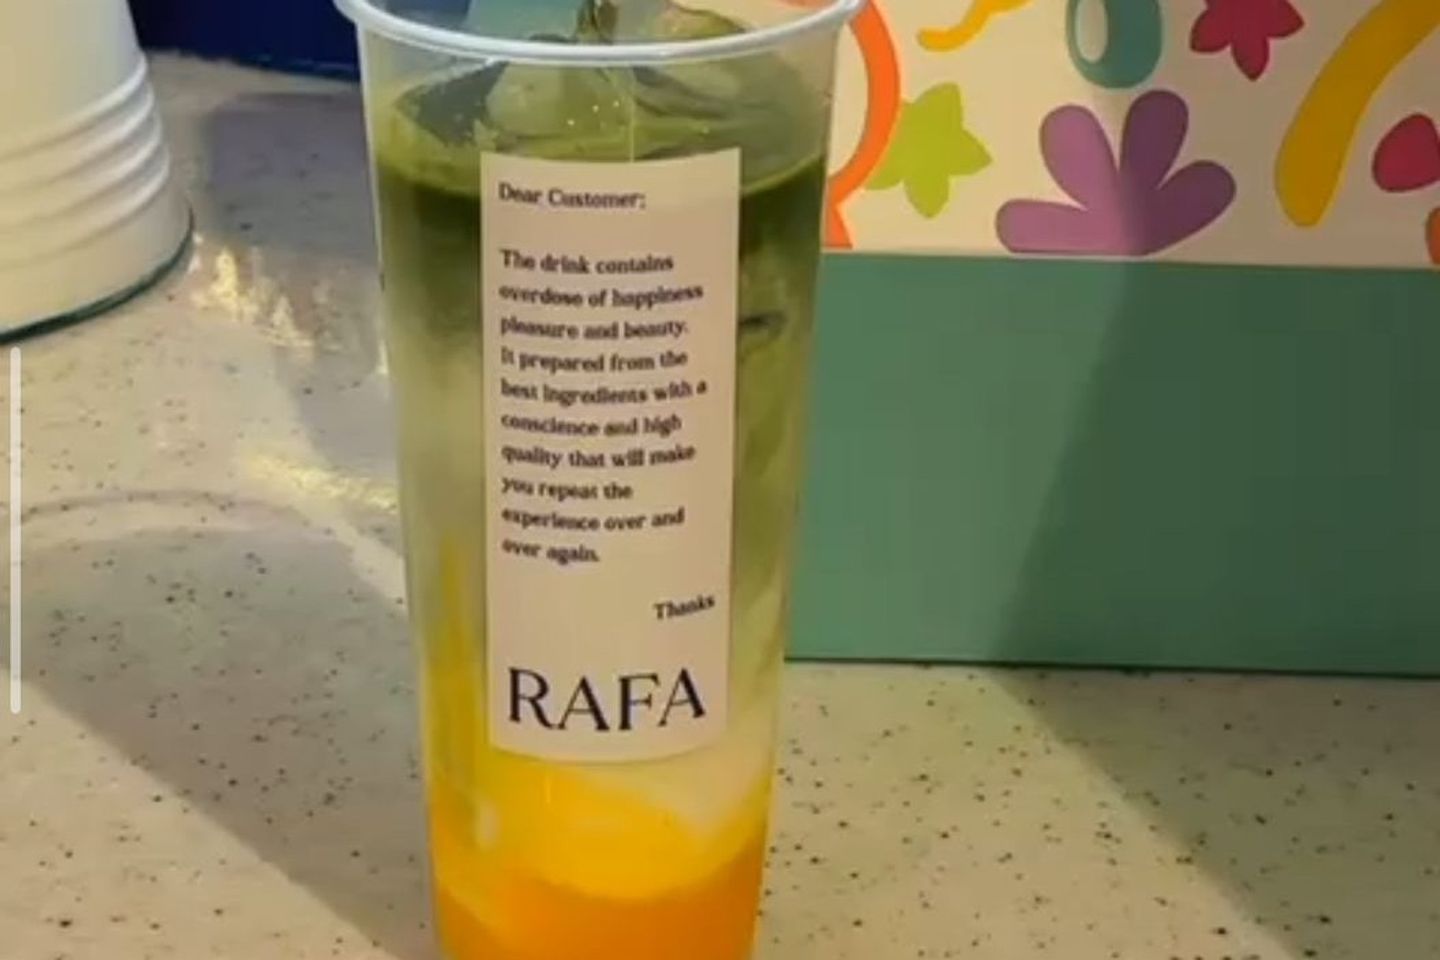 Dear Customer;
The drink contains
overdose of happiness
pleasure and beauty.
It prepared from the
best ingredients with a
conscience and high
quality that will make
you repeat the
experience over and
over again.
Thanks
RAFA